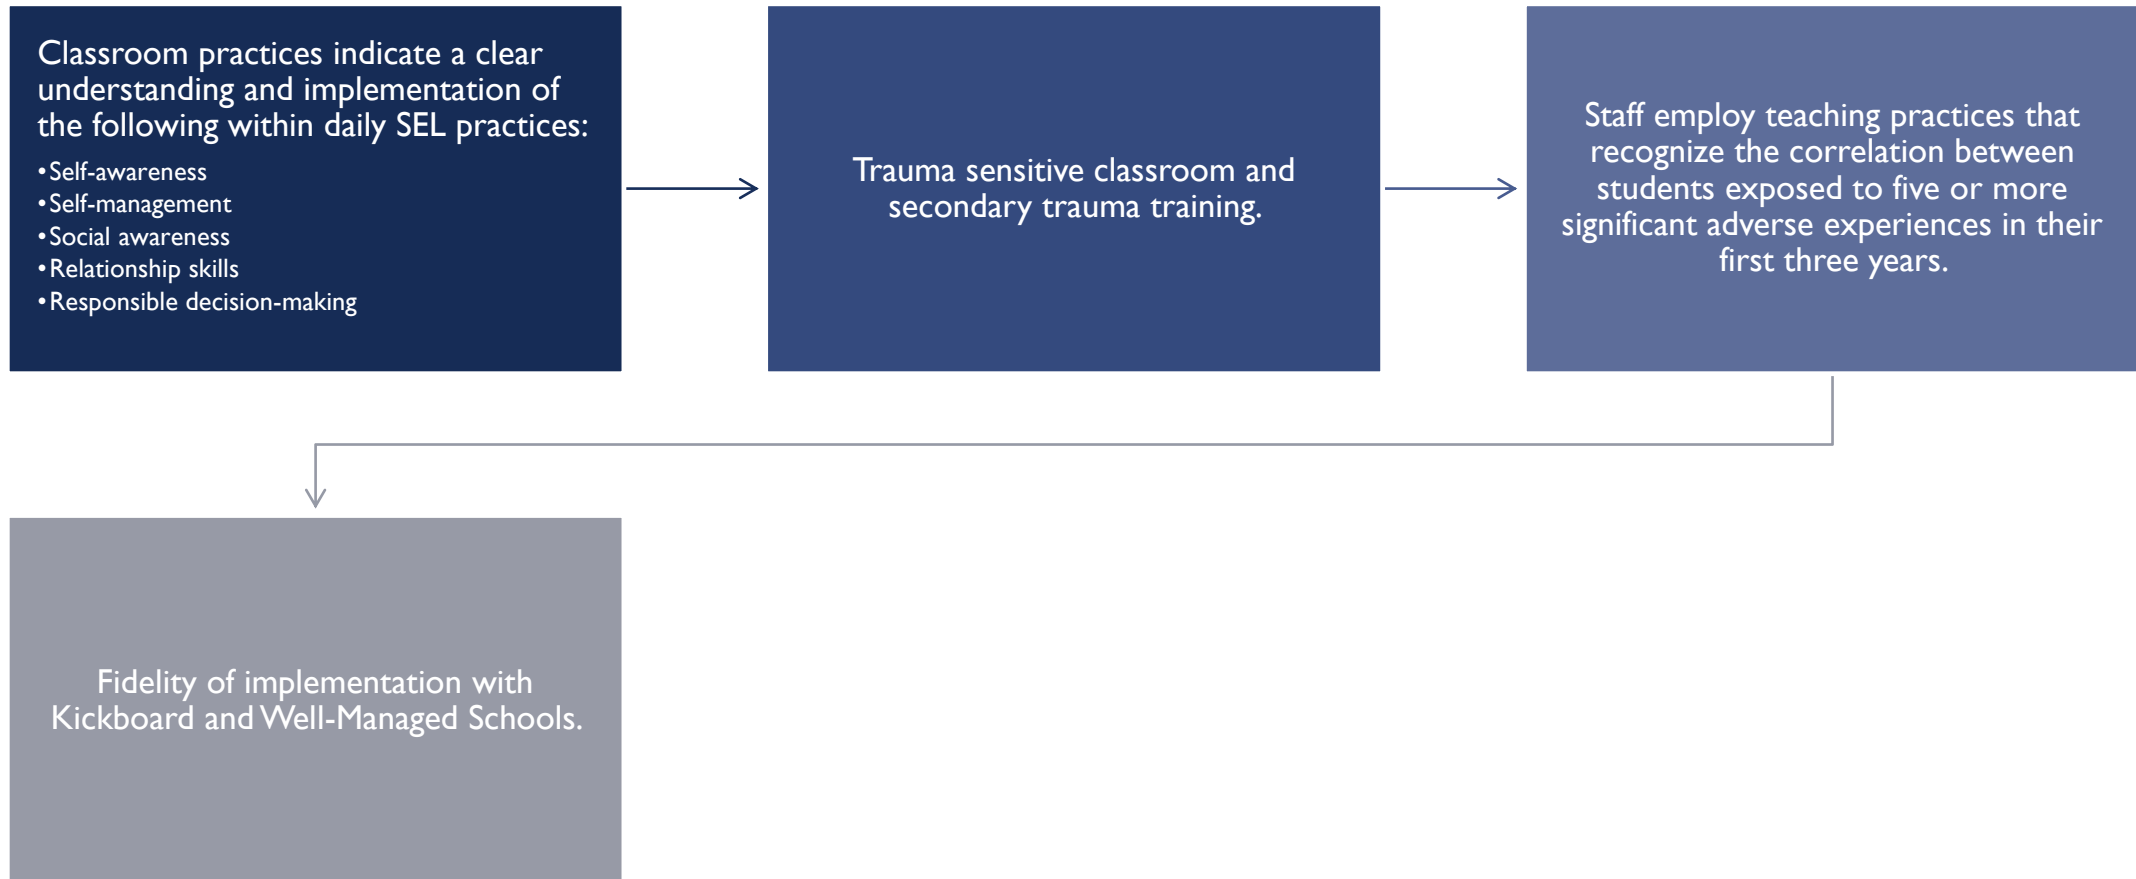 Classroom practices indicate a clear
understanding and implementation of
the following within daily SEL practices:
•Self-awareness
•Self-management
•Social awareness
•Relationship skills
•Responsible decision-making
Trauma sensitive classroom and
secondary trauma training.
Staff employ teaching practices that
recognize the correlation between
students exposed to five or more
significant adverse experiences in their
first three years.
Fidelity of implementation with
Kickboard and Well-Managed Schools.